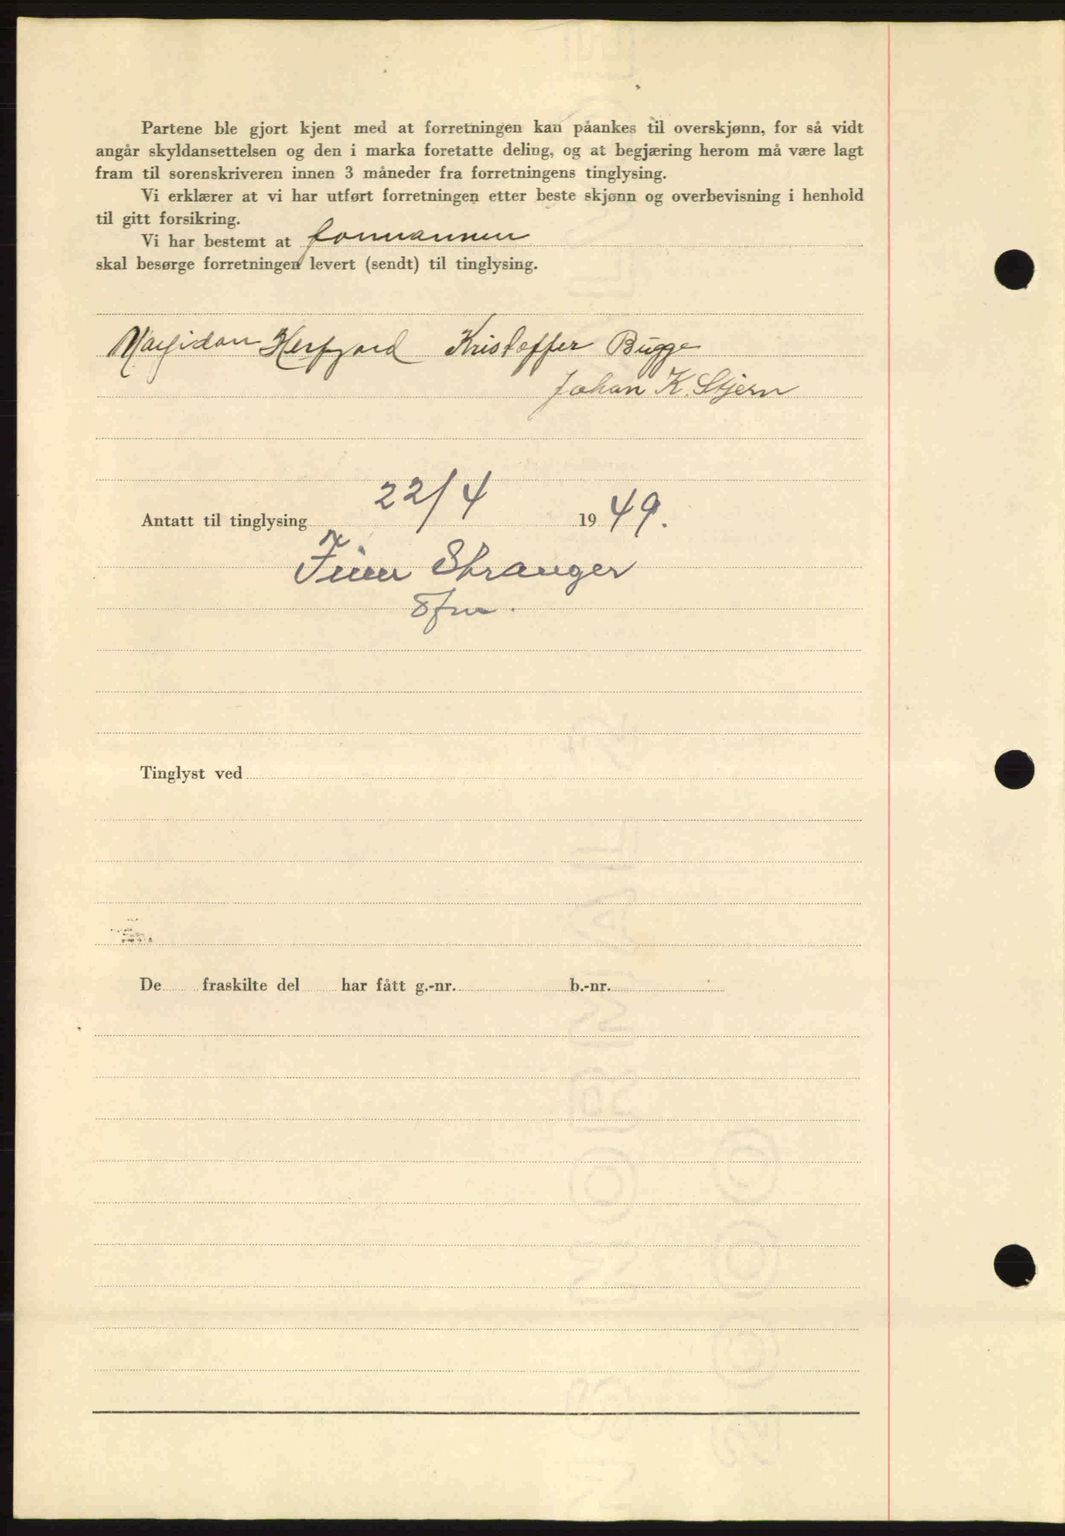 Partene ble gjort kjent med at forretningen kan påankes til overskjønn, for så vidt
angår skyldansettelsen og den i marka foretatte deling, og at begjæring herom må være lagt
fram til sorenskriveren innen 3 måneder fra forretningens tinglysing.
Vi erklærer at vi har utført forretningen etter beste skjønn og overbevisning i henhold
til gitt forsikring.
Vi har bestemt at formannen
skal besørge forretningen levert (sendt) til tinglysing.
Herfjord Kristoffer Bugge
Johan K. Stjern
Antatt til tinglysing 22/4 1949.
Stranger
Tinglyst ved
De fraskilte del har fått g.-nr. b.-nr.
NORMAL 2